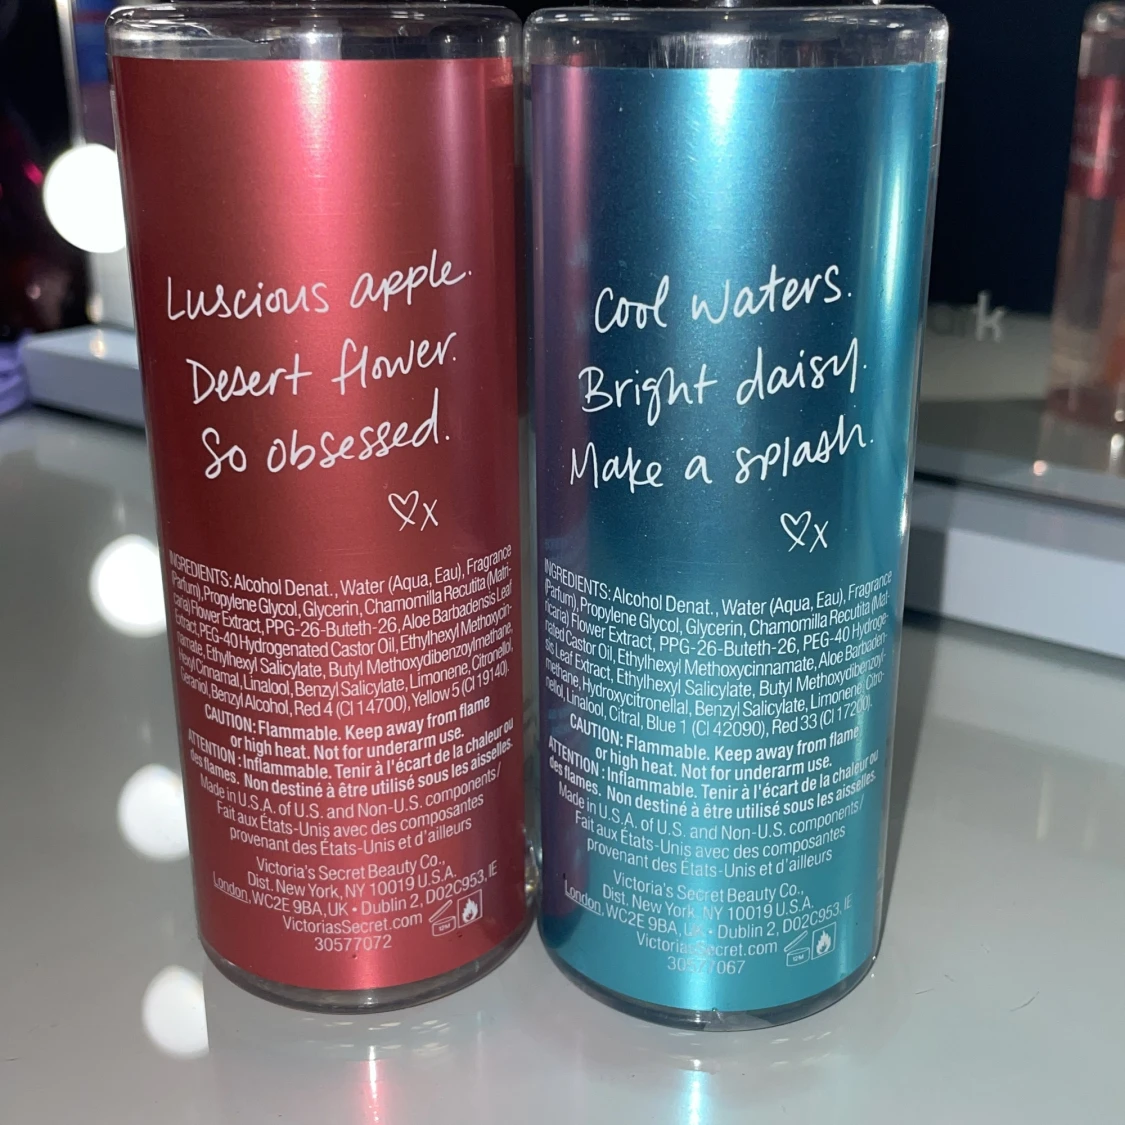 Luscious apple.
Desert flower.
So obsessed.
♡x
INGREDIENTS: Alcohol Denat., Water (Aqua, Eau), Fragrance
(Parfum), Propylene Glycol, Glycerin, Chamomilla Recutita (Matri-
caria) Flower Extract, PPG-26-Buteth-26, Aloe Barbadensis Leaf
Extract, PEG-40 Hydrogenated Castor Oil, Ethylhexyl Methoxycin-
namate, Ethylhexyl Salicylate, Butyl Methoxydibenzoylmethane,
Hexyl Cinnamal, Linalool, Benzyl Salicylate, Limonene, Citronellol,
Geraniol, Benzyl Alcohol, Red 4 (CI 14700), Yellow 5 (CI 19140).
CAUTION: Flammable. Keep away from flame
or high heat. Not for underarm use.
ATTENTION : Inflammable. Tenir à l'écart de la chaleur ou
des flames. Non destiné à être utilisé sous les aisselles.
Made in U.S.A. of U.S. and Non-U.S. components/
Fait aux États-Unis avec des composantes
provenant des États-Unis et d'ailleurs
Victoria's Secret Beauty Co.,
Dist. New York, NY 10019 U.S.A.
London, WC2E 9BA, UK • Dublin 2, D02C953, IE
VictoriasSecret.com
12M
30577072
Cool waters.
Bright daisy.
Make a splash.
♡x
INGREDIENTS: Alcohol Denat., Water (Aqua, Eau), Fragrance
(Parfum), Propylene Glycol, Glycerin, Chamomilla Recutita (Mat-
ricaria) Flower Extract, PPG-26-Buteth-26, PEG-40 Hydroge-
nated Castor Oil, Ethylhexyl Methoxycinnamate, Aloe Barbaden-
sis Leaf Extract, Ethylhexyl Salicylate, Butyl Methoxydibenzoyl-
methane, Hydroxycitronellal, Benzyl Salicylate, Limonene, Citro-
nellol, Linalool, Citral, Blue 1 (CI 42090), Red 33 (CI 17200).
CAUTION: Flammable. Keep away from flame
or high heat. Not for underarm use.
ATTENTION : Inflammable. Tenir à l'écart de la chaleur ou
des flames. Non destiné à être utilisé sous les aisselles.
Made in U.S.A. of U.S. and Non-U.S. components/
Fait aux États-Unis avec des composantes
provenant des États-Unis et d'ailleurs
Victoria's Secret Beauty Co.,
Dist. New York, NY 10019 U.S.A.
London, WC2E 9BA, UK • Dublin 2, D02C953, IE
VictoriasSecret.com
12M
30577067